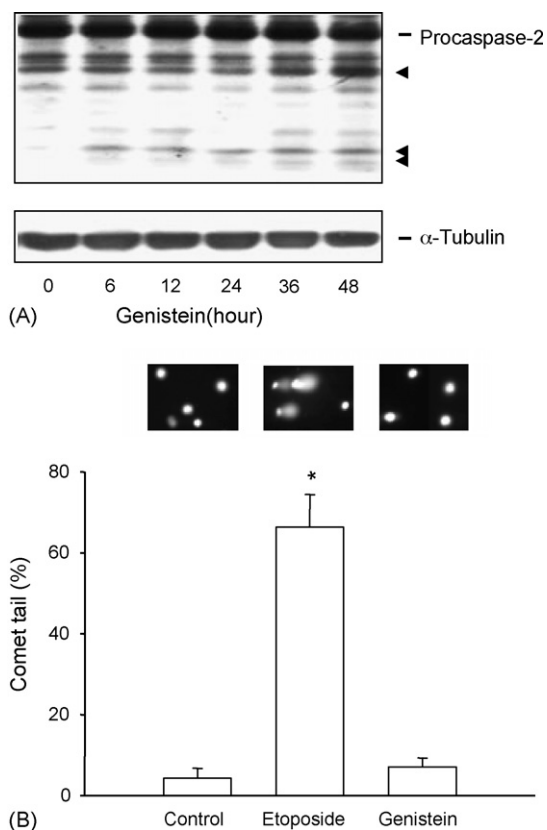 Procaspase-2
α-Tubulin
0 6 12 24 36 48
(A) Genistein(hour)
80
*
60
Comet tail (%)
40
20
0
(B) Control Etoposide Genistein